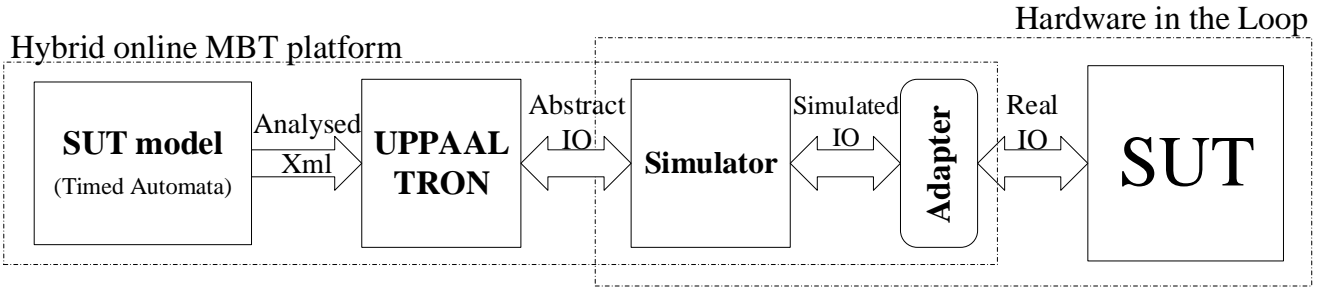 Hardware in the Loop
Hybrid online MBT platform
SUT model
(Timed Automata)
Analysed
Xml
UPPAAL
TRON
Abstract
IO
Simulator
Simulated
IO
Adapter
Real
IO
SUT